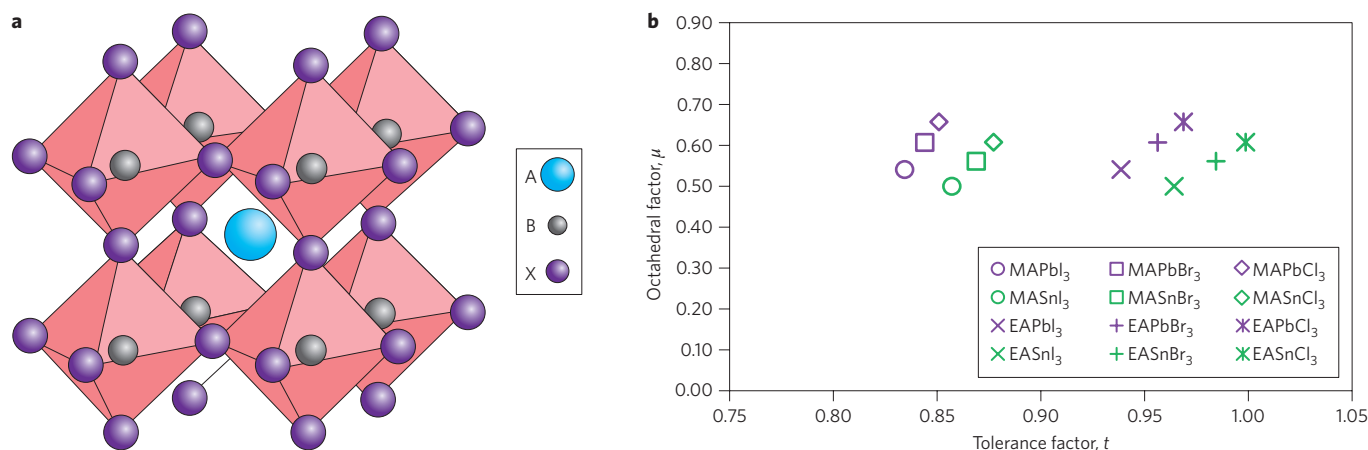 a
A
B
X
b
0.90
0.80
0.70
0.60
0.50
0.40
0.30
0.20
0.10
0.00
Octahedral factor, μ
MAPbI₃ MAPbBr₃ MAPbCl₃
MASnI₃ MASnBr₃ MASnCl₃
EAPbI₃ EAPbBr₃ EAPbCl₃
EASnI₃ EASnBr₃ EASnCl₃
0.75 0.80 0.85 0.90 0.95 1.00 1.05
Tolerance factor, t